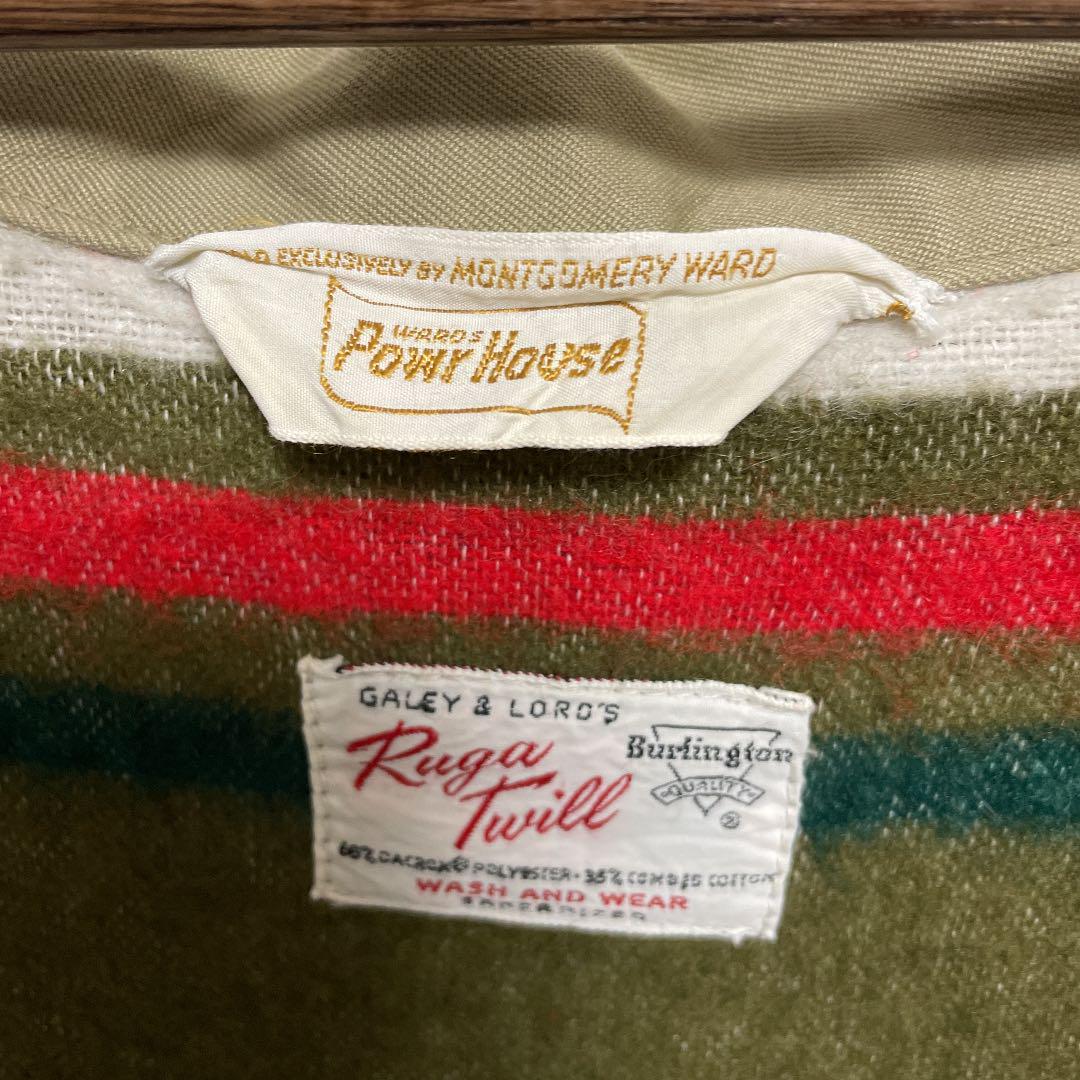 EXCLUSIVELY BY MONTGOMERY WARD
WARDS
Powr House
GALEY & LORD'S
Ruga
Twill
Burlington
QUALITY
®
DACRON® POLYESTER · 35% COMBED COTTON
WASH AND WEAR